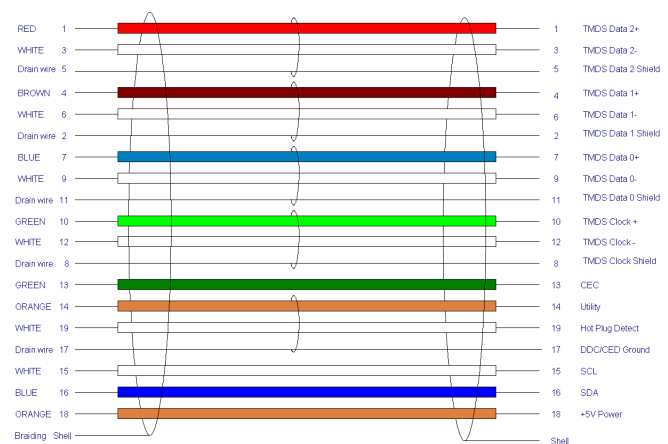 RED 1 1 TMDS Data 2+
WHITE 3 3 TMDS Data 2-
Drain wire 5 5 TMDS Data 2 Shield
BROWN 4 4 TMDS Data 1+
WHITE 6 6 TMDS Data 1-
Drain wire 2 2 TMDS Data 1 Shield
BLUE 7 7 TMDS Data 0+
WHITE 9 9 TMDS Data 0-
Drain wire 11 11 TMDS Data 0 Shield
GREEN 10 10 TMDS Clock +
WHITE 12 12 TMDS Clock -
Drain wire 8 8 TMDS Clock Shield
GREEN 13 13 CEC
ORANGE 14 14 Utility
WHITE 19 19 Hot Plug Detect
Drain wire 17 17 DDC/CED Ground
WHITE 15 15 SCL
BLUE 16 16 SDA
ORANGE 18 18 +5V Power
Braiding Shell Shell